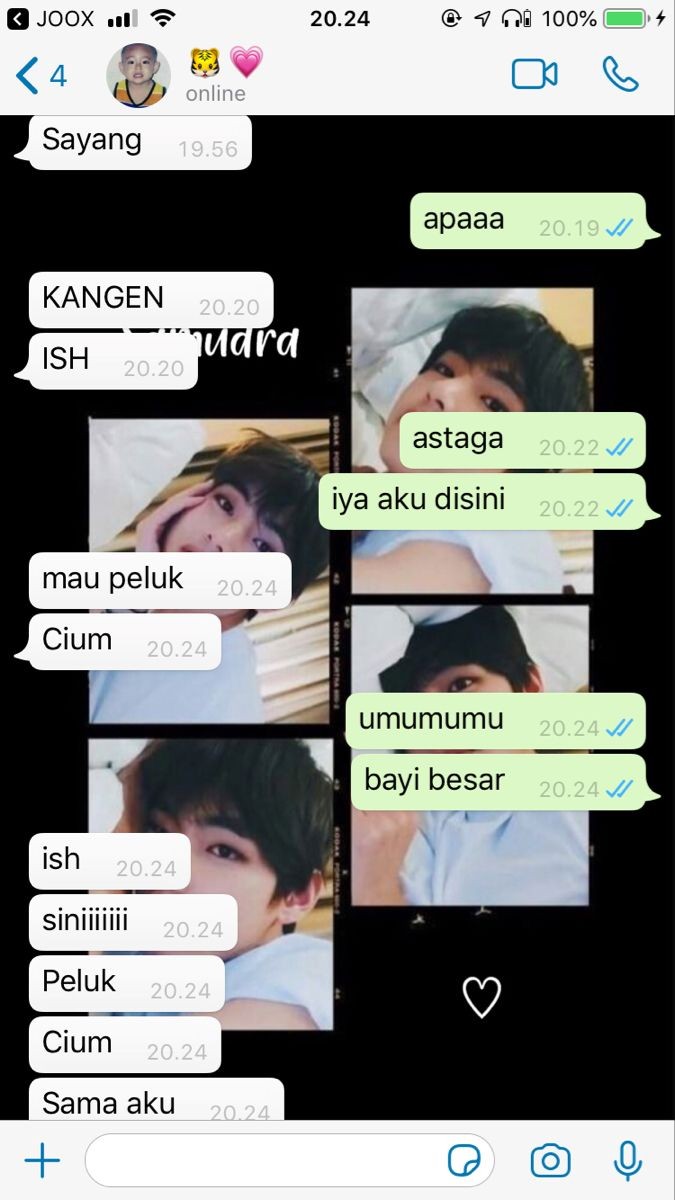 JOOX
20.24
100%
4
🐯💗
online
Sayang 19.56
apaaa 20.19
KANGEN 20.20
ISH 20.20
astaga 20.22
iya aku disini 20.22
mau peluk 20.24
Cium 20.24
umumumu 20.24
bayi besar 20.24
ish 20.24
siniiiiiii 20.24
Peluk 20.24
Cium 20.24
Sama aku 20.24